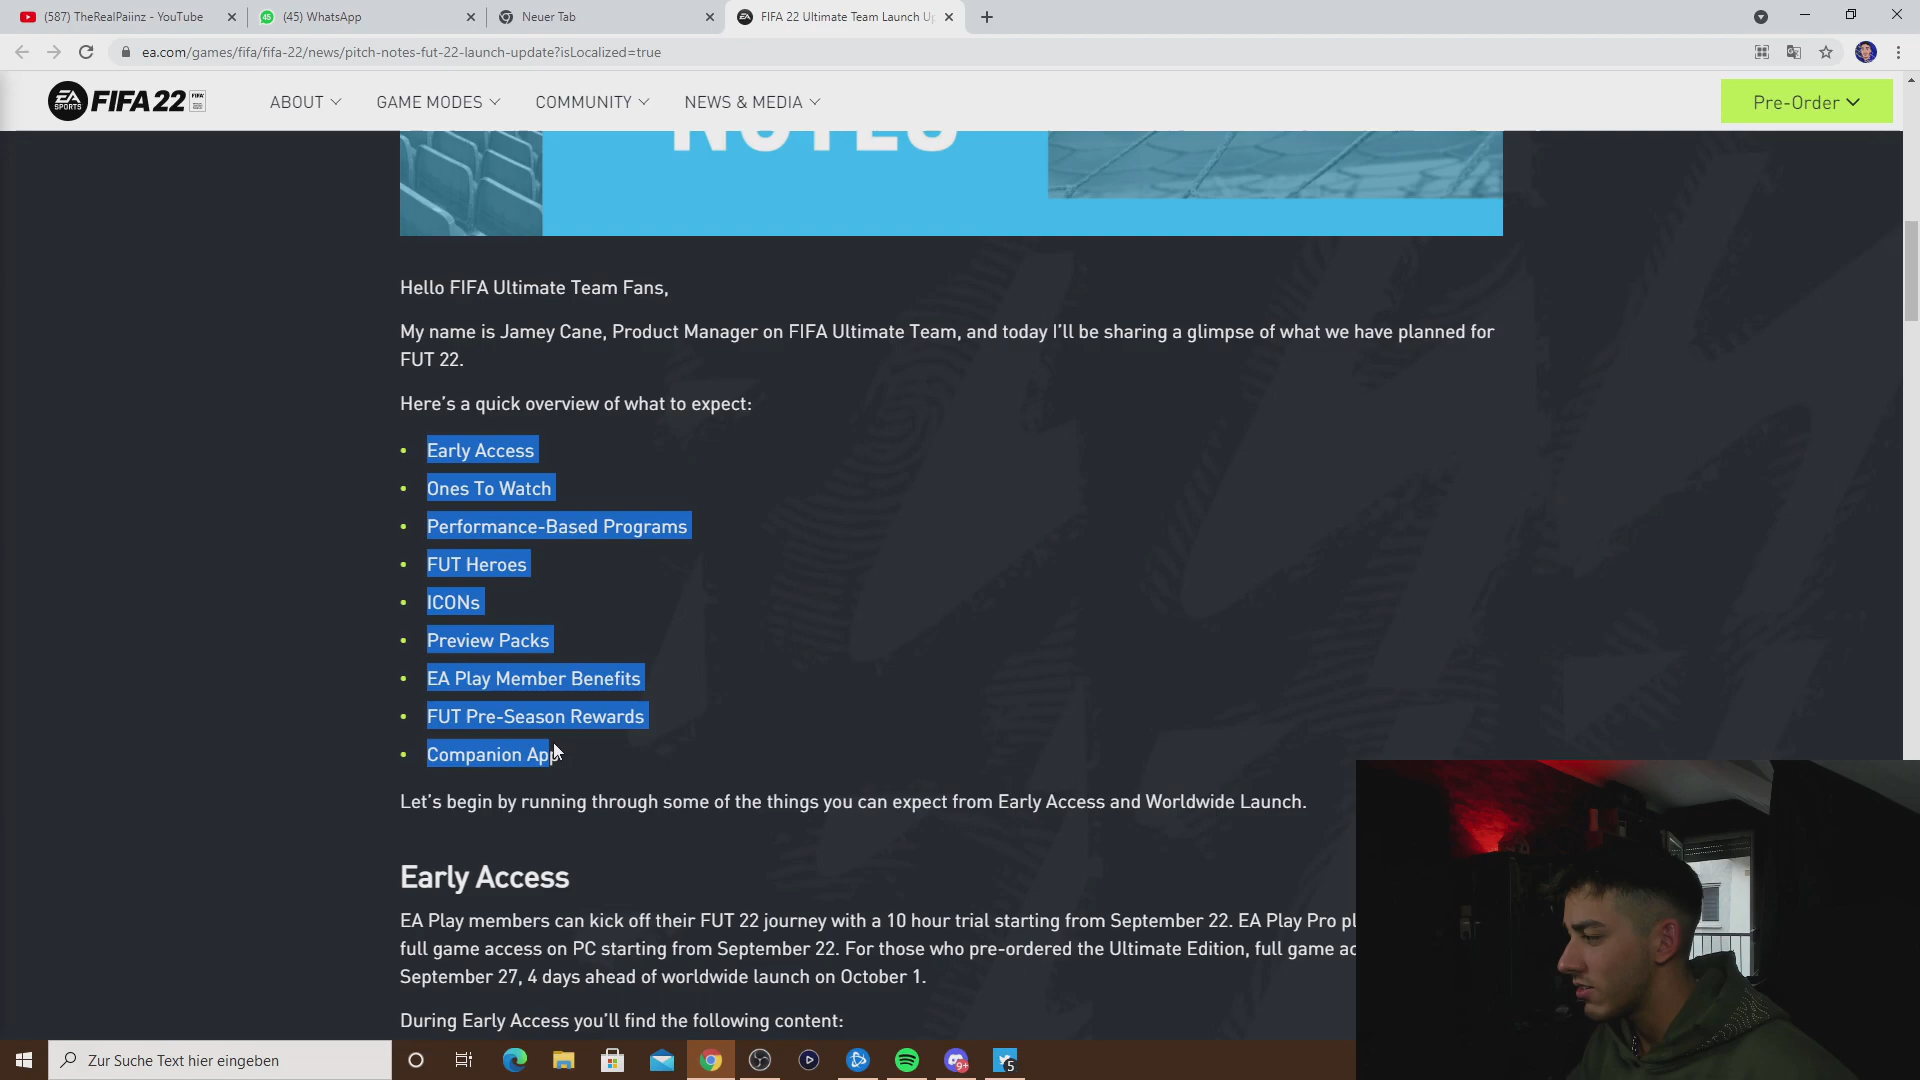 (587) TheRealPaiinz - YouTube
(45) WhatsApp
Neuer Tab
FIFA 22 Ultimate Team Launch Up
ea.com/games/fifa/fifa-22/news/pitch-notes-fut-22-launch-update?isLocalized=true
EA SPORTS FIFA 22
ABOUT
GAME MODES
COMMUNITY
NEWS & MEDIA
Pre-Order
NOTES
Hello FIFA Ultimate Team Fans,
My name is Jamey Cane, Product Manager on FIFA Ultimate Team, and today I’ll be sharing a glimpse of what we have planned for
FUT 22.
Here’s a quick overview of what to expect:
• Early Access
• Ones To Watch
• Performance-Based Programs
• FUT Heroes
• ICONs
• Preview Packs
• EA Play Member Benefits
• FUT Pre-Season Rewards
• Companion App
Let’s begin by running through some of the things you can expect from Early Access and Worldwide Launch.
Early Access
EA Play members can kick off their FUT 22 journey with a 10 hour trial starting from September 22. EA Play Pro pl
full game access on PC starting from September 22. For those who pre-ordered the Ultimate Edition, full game ac
September 27, 4 days ahead of worldwide launch on October 1.
During Early Access you’ll find the following content:
Zur Suche Text hier eingeben
9+
5